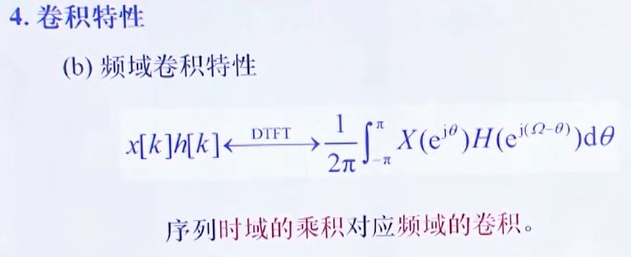 4. 卷积特性
(b) 频域卷积特性
x[k]h[k] ←DTFT→ 1/2π ∫_{-π}^{π} X(e^{jθ})H(e^{j(Ω-θ)})dθ
序列时域的乘积对应频域的卷积。